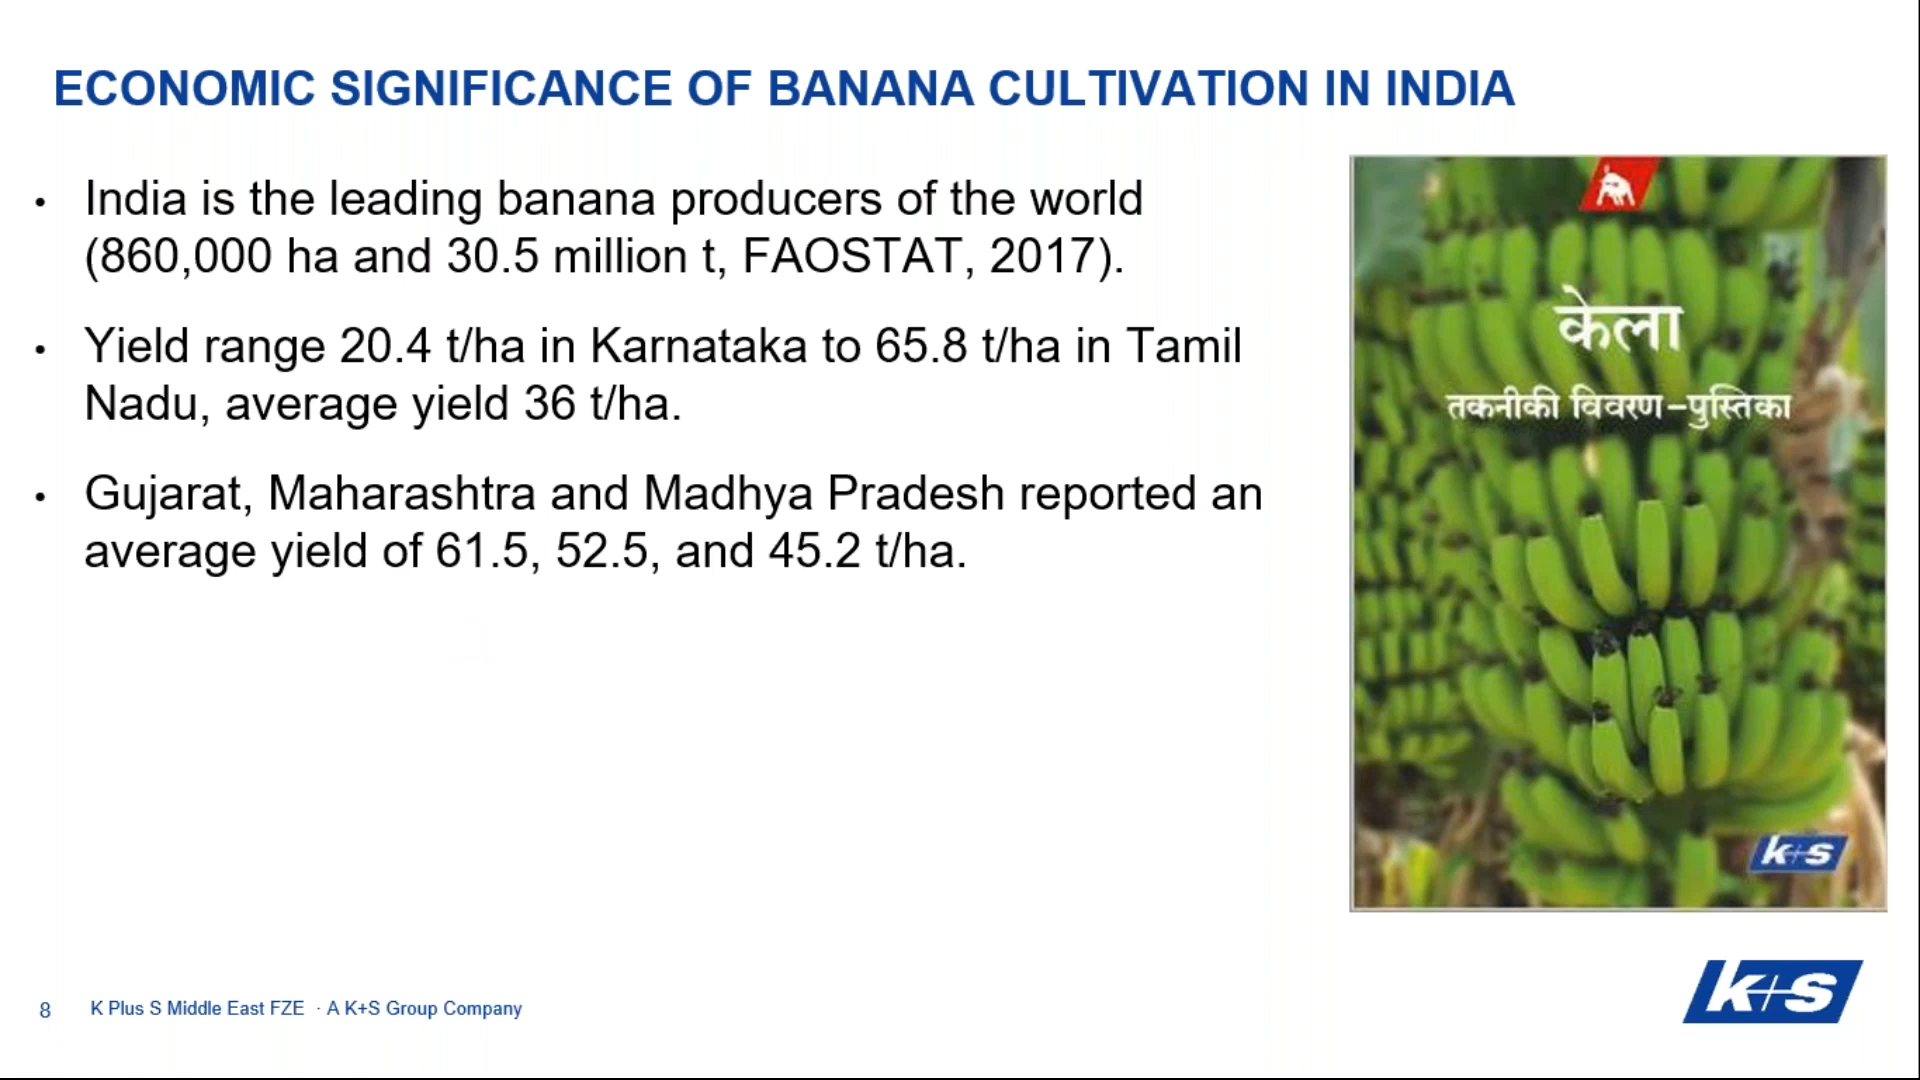 ECONOMIC SIGNIFICANCE OF BANANA CULTIVATION IN INDIA
• India is the leading banana producers of the world
(860,000 ha and 30.5 million t, FAOSTAT, 2017).
• Yield range 20.4 t/ha in Karnataka to 65.8 t/ha in Tamil
Nadu, average yield 36 t/ha.
• Gujarat, Maharashtra and Madhya Pradesh reported an
average yield of 61.5, 52.5, and 45.2 t/ha.
केला
तकनीकी विवरण-पुस्तिका
k+s
8 K Plus S Middle East FZE · A K+S Group Company
k+s